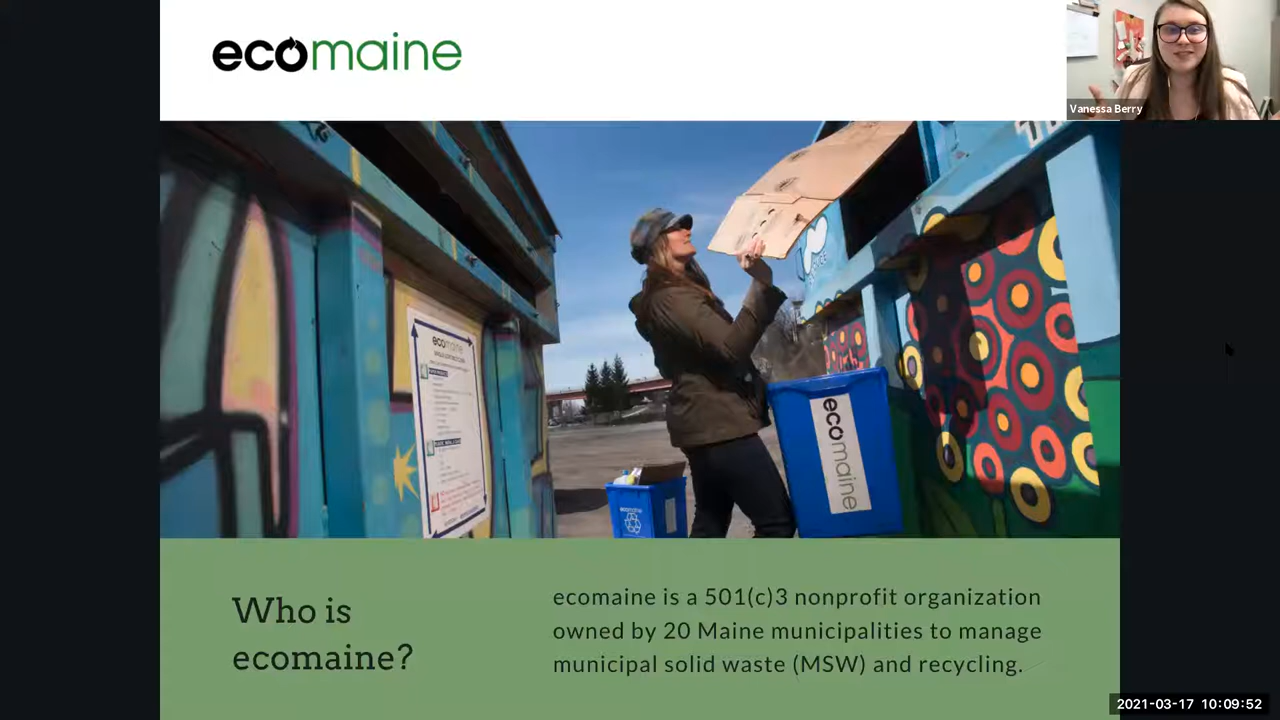 ecomaine
Vanessa Berry
ecomaine
ecomaine
Who is
ecomaine?
ecomaine is a 501(c)3 nonprofit organization
owned by 20 Maine municipalities to manage
municipal solid waste (MSW) and recycling.
2021-03-17 10:09:52